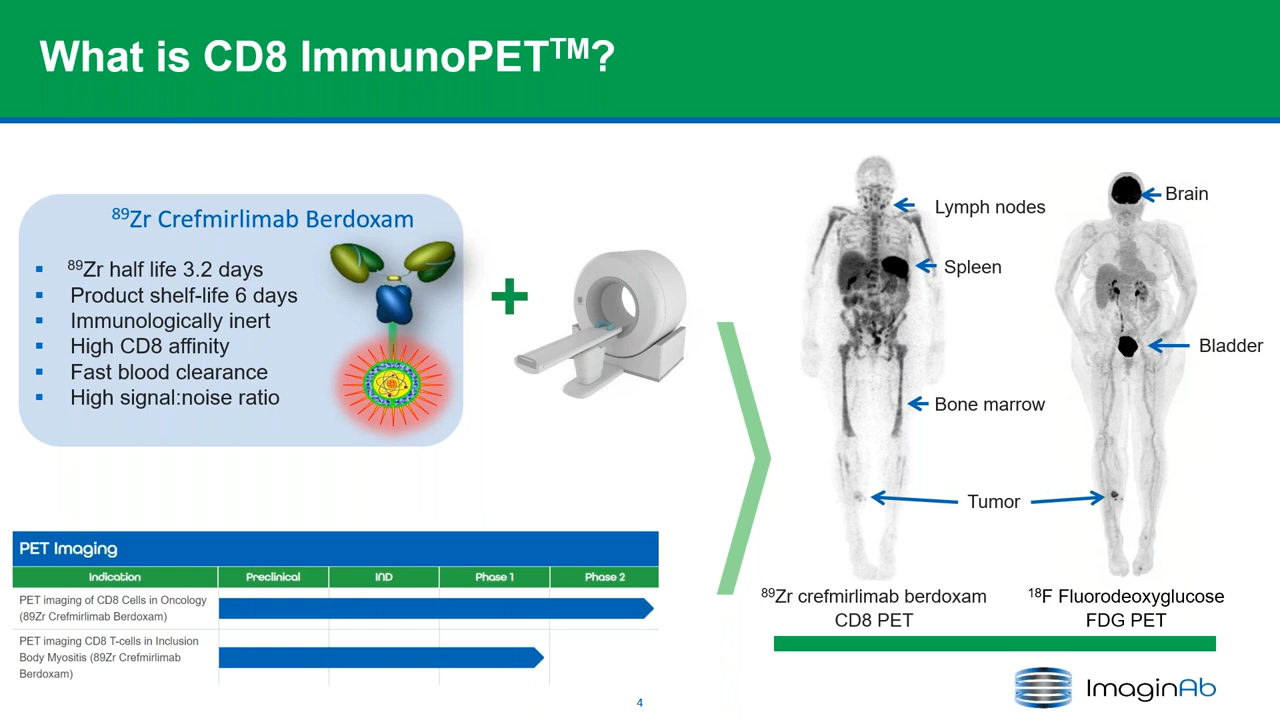 What is CD8 ImmunoPET™?
⁸⁹Zr Crefmirlimab Berdoxam
▪ ⁸⁹Zr half life 3.2 days
▪ Product shelf-life 6 days
▪ Immunologically inert
▪ High CD8 affinity
▪ Fast blood clearance
▪ High signal:noise ratio
+
Lymph nodes
Spleen
Bone marrow
Tumor
Brain
Bladder
⁸⁹Zr crefmirlimab berdoxam
CD8 PET
¹⁸F Fluorodeoxyglucose
FDG PET
PET Imaging
Indication Preclinical IND Phase 1 Phase 2
PET imaging of CD8 Cells in Oncology
(89Zr Crefmirlimab Berdoxam)
PET imaging CD8 T-cells in Inclusion
Body Myositis (89Zr Crefmirlimab
Berdoxam)
4
ImaginAb